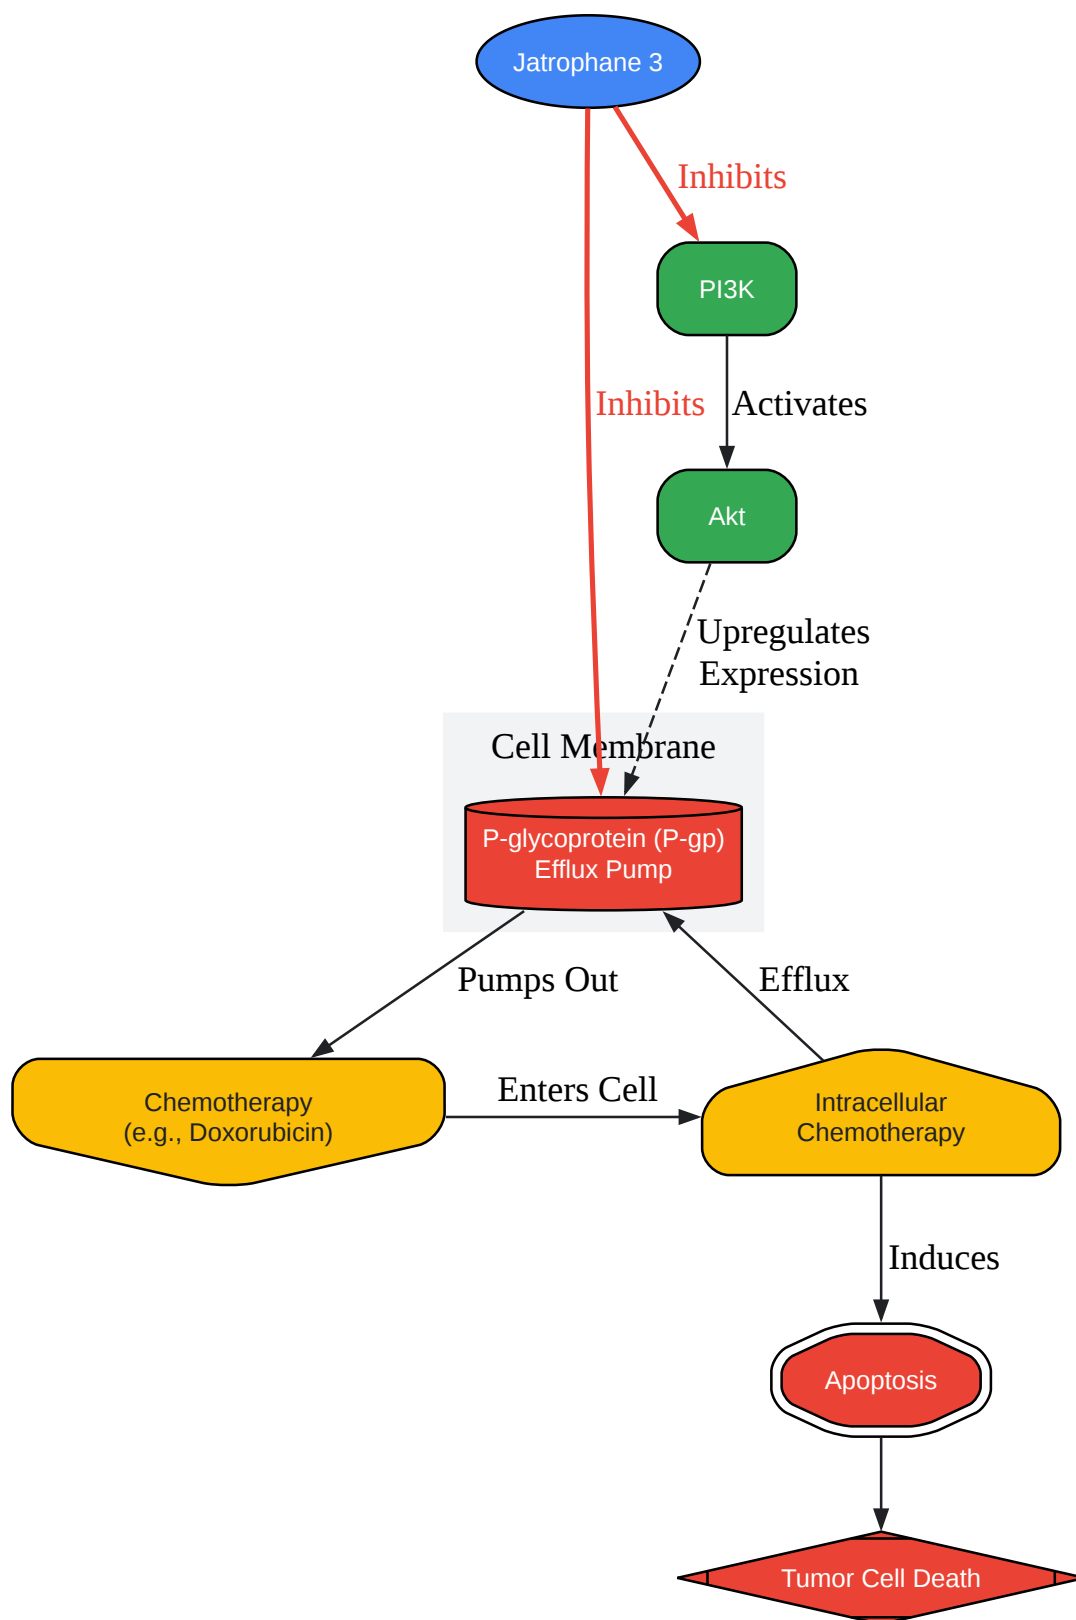 Jatrophane 3
Inhibits
PI3K
Inhibits
Activates
Akt
Upregulates
Expression
Cell Membrane
P-glycoprotein (P-gp)
Efflux Pump
Pumps Out
Efflux
Chemotherapy
(e.g., Doxorubicin)
Enters Cell
Intracellular
Chemotherapy
Induces
Apoptosis
Tumor Cell Death